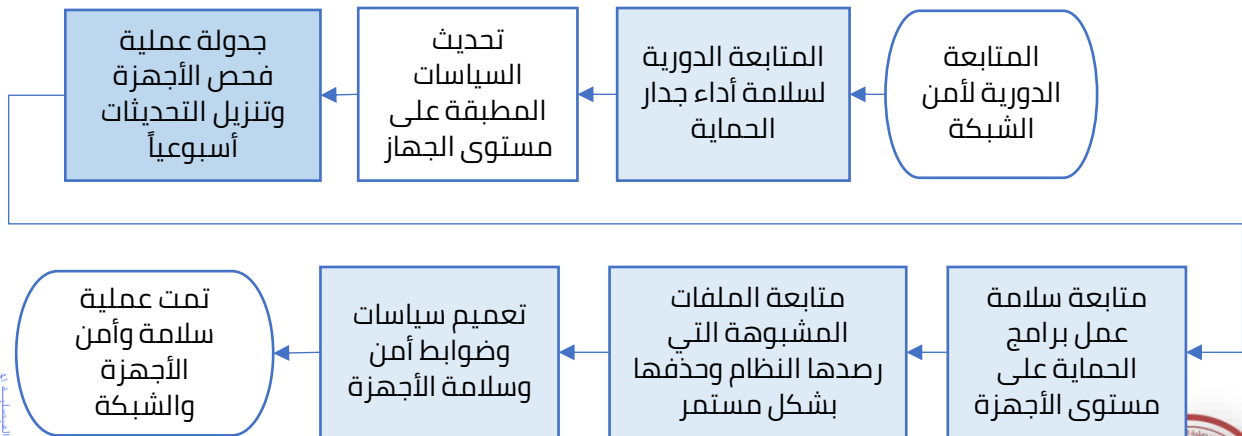 المتابعة
الدورية لأمن
الشبكة
المتابعة الدورية
لسلامة أداء جدار
الحماية
تحديث
السياسات
المطبقة على
مستوى الجهاز
جدولة عملية
فحص الأجهزة
وتنزيل التحديثات
أسبوعياً
متابعة سلامة
عمل برامج
الحماية على
مستوى الأجهزة
متابعة الملفات
المشبوهة التي
رصدها النظام وحذفها
بشكل مستمر
تعميم سياسات
وضوابط أمن
وسلامة الأجهزة
تمت عملية
سلامة وأمن
الأجهزة
والشبكة